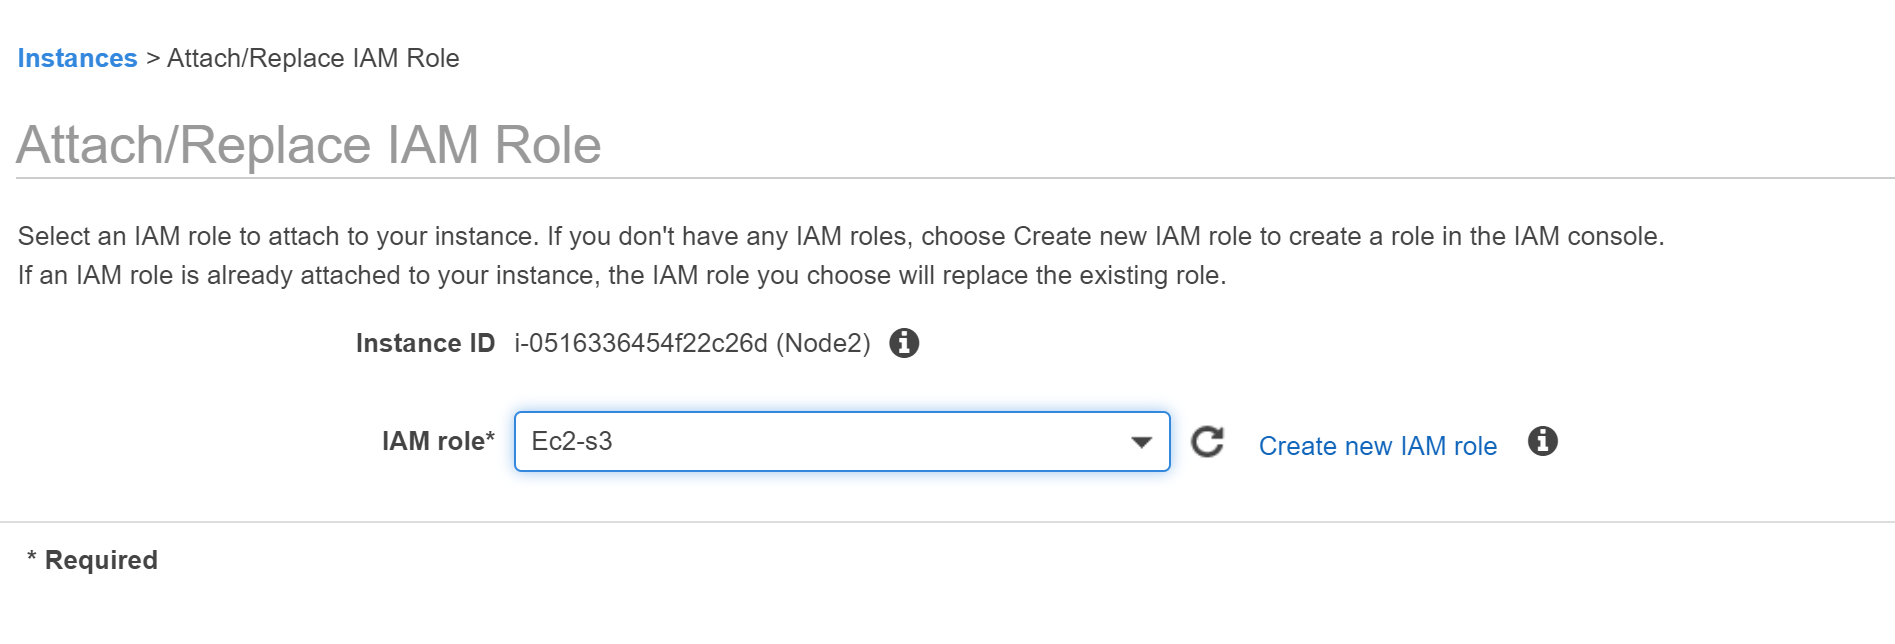 Instances > Attach/Replace IAM Role
Attach/Replace IAM Role
Select an IAM role to attach to your instance. If you don't have any IAM roles, choose Create new IAM role to create a role in the IAM console.
If an IAM role is already attached to your instance, the IAM role you choose will replace the existing role.
Instance ID i-0516336454f22c26d (Node2)
IAM role* Ec2-s3 Create new IAM role
* Required